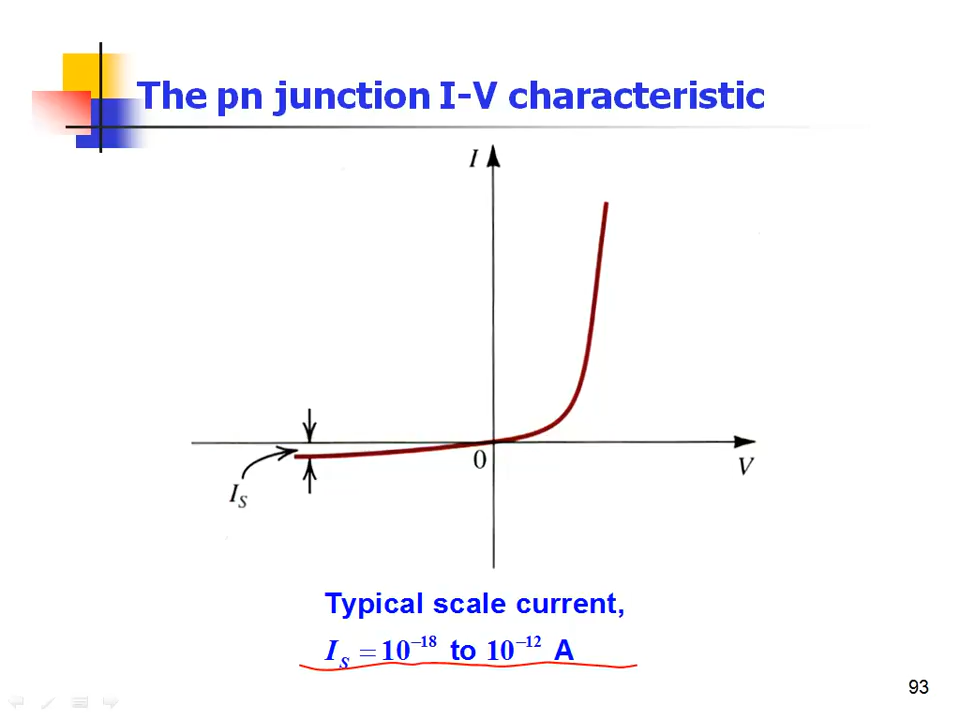 The pn junction I-V characteristic
I
0
V
I_S
Typical scale current,
I_S = 10^−18 to 10^−12 A
93